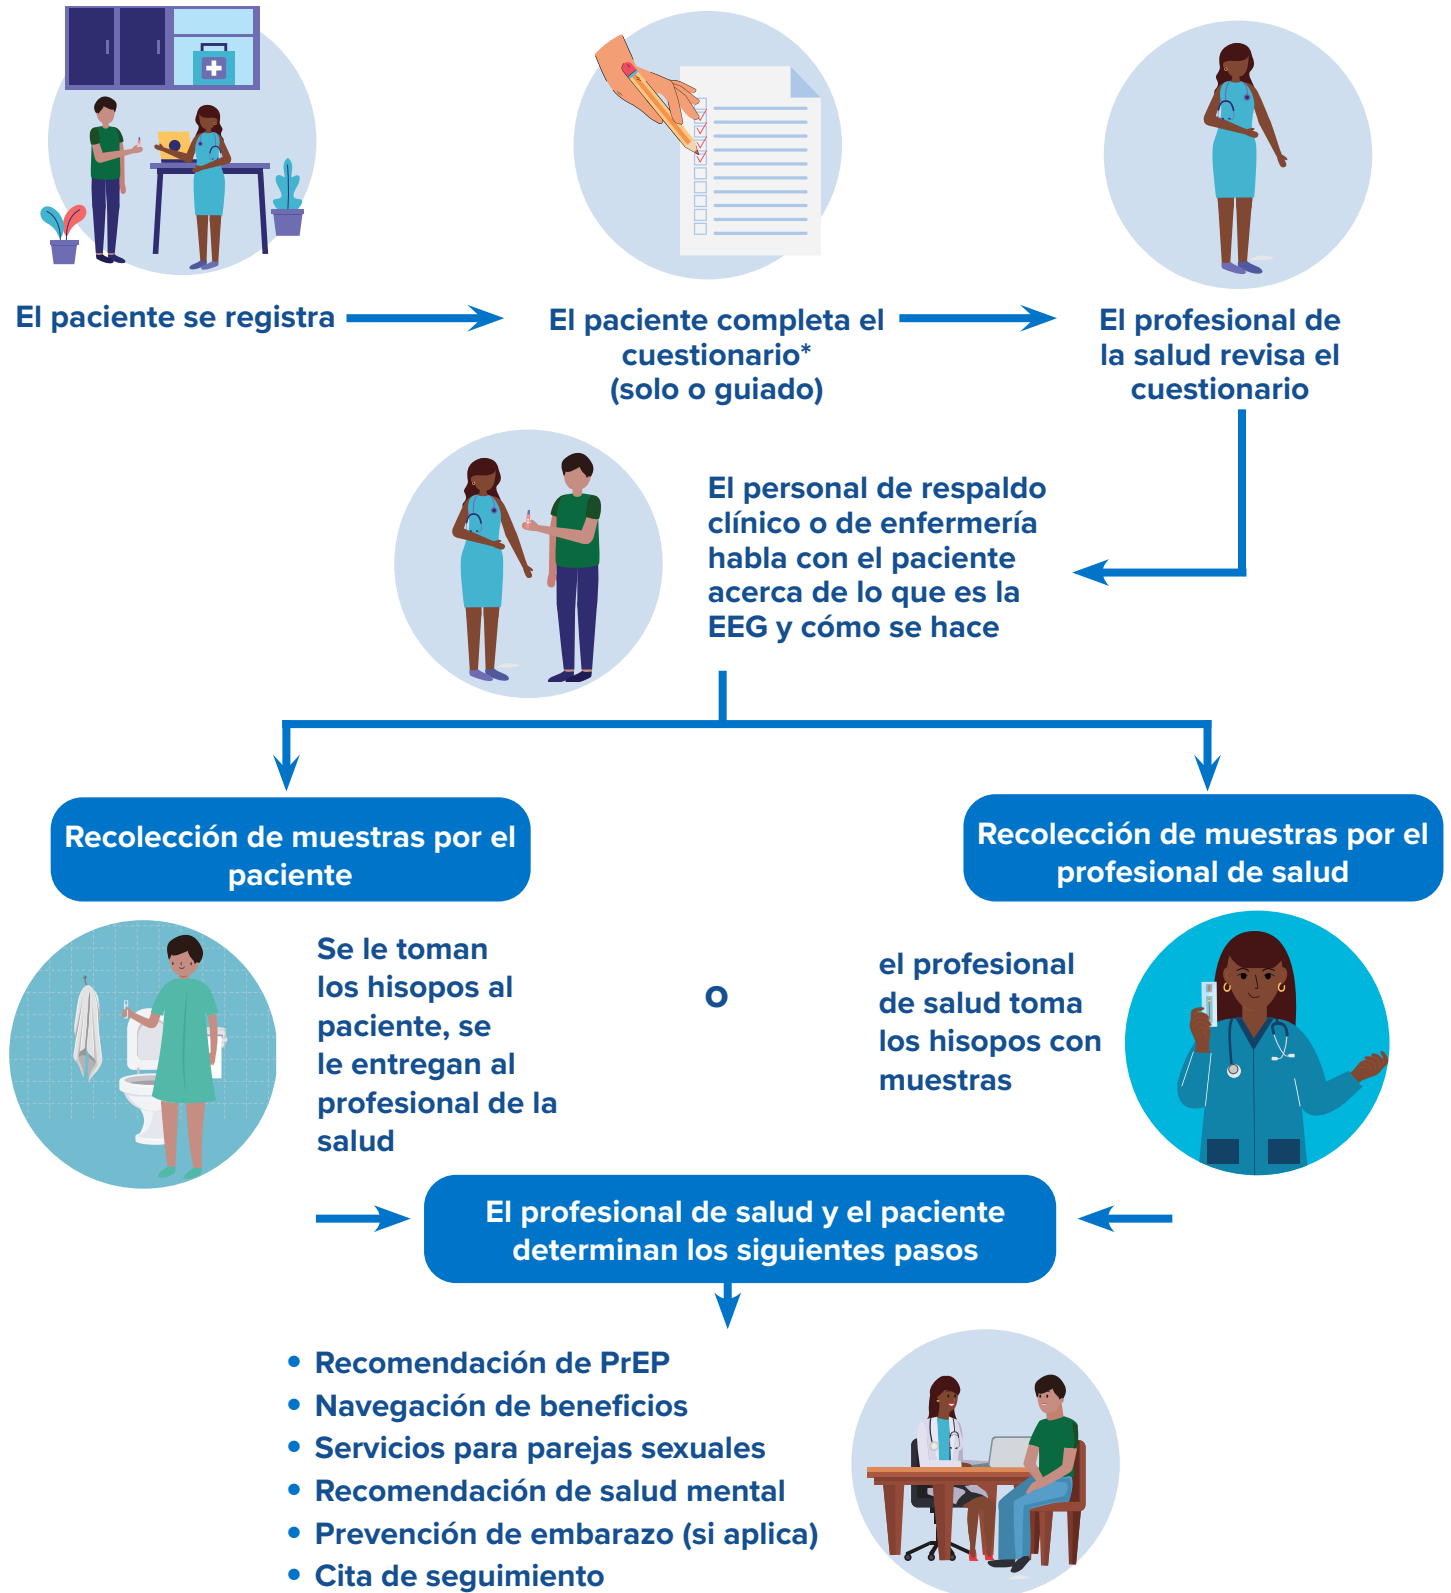 El paciente se registra
El paciente completa el
cuestionario*
(solo o guiado)
El profesional de
la salud revisa el
cuestionario
El personal de respaldo
clínico o de enfermería
habla con el paciente
acerca de lo que es la
EEG y cómo se hace
Recolección de muestras por el
paciente
Recolección de muestras por el
profesional de salud
Se le toman
los hisopos al
paciente, se
le entregan al
profesional de la
salud
o
el profesional
de salud toma
los hisopos con
muestras
El profesional de salud y el paciente
determinan los siguientes pasos
• Recomendación de PrEP
• Navegación de beneficios
• Servicios para parejas sexuales
• Recomendación de salud mental
• Prevención de embarazo (si aplica)
• Cita de seguimiento